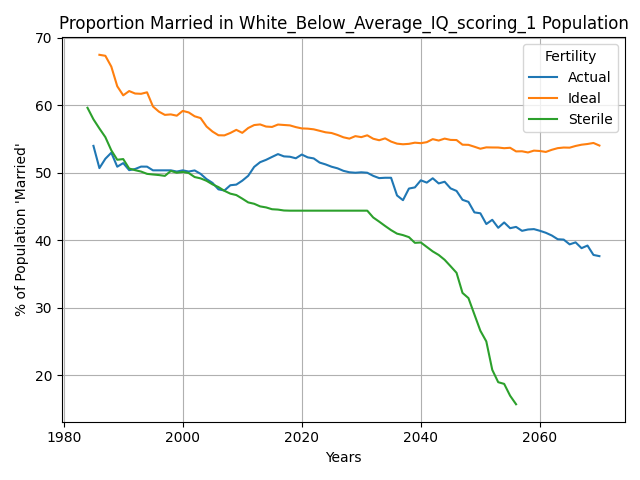 Proportion Married in White_Below_Average_IQ_scoring_1 Population
% of Population 'Married'
70
60
50
40
30
20
Fertility
Actual
Ideal
Sterile
1980 2000 2020 2040 2060
Years